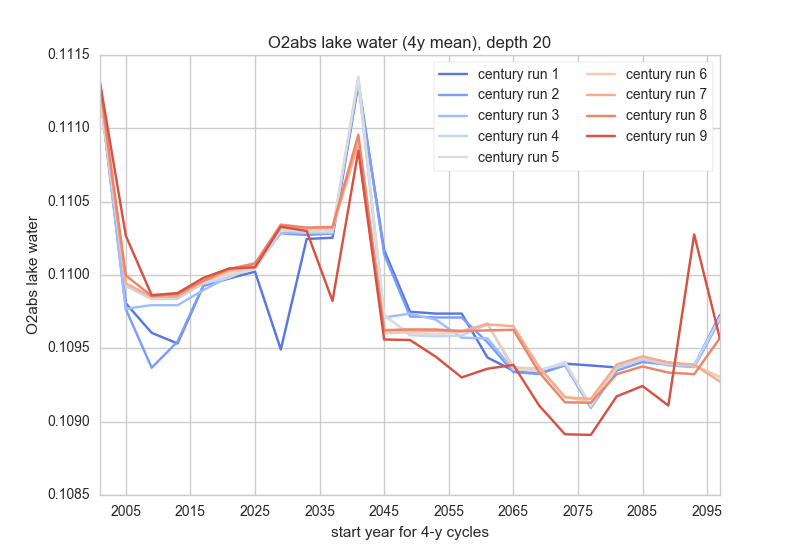 O2abs lake water (4y mean), depth 20
0.1115
0.1110
0.1105
0.1100
0.1095
0.1090
0.1085
O2abs lake water
century run 1
century run 2
century run 3
century run 4
century run 5
century run 6
century run 7
century run 8
century run 9
2005 2015 2025 2035 2045 2055 2065 2075 2085 2095
start year for 4-y cycles